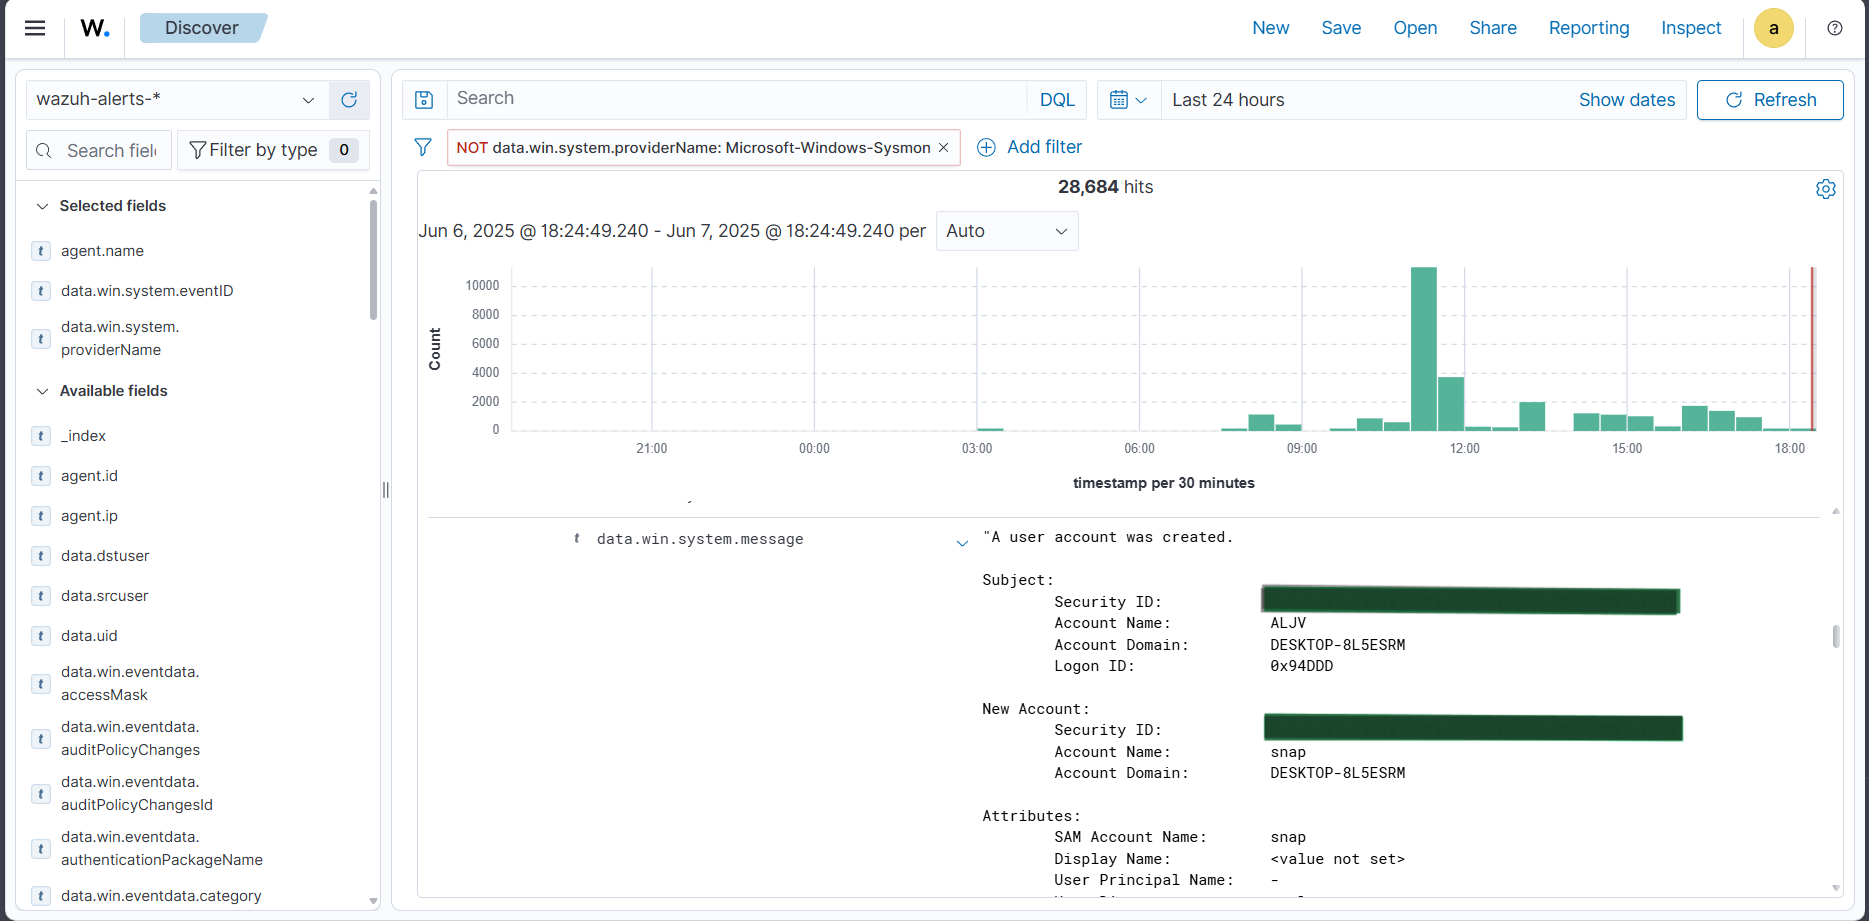 W.
Discover
New
Save
Open
Share
Reporting
Inspect
a
wazuh-alerts-*
Search
DQL
Last 24 hours
Show dates
Refresh
Search fiel
Filter by type 0
NOT data.win.system.providerName: Microsoft-Windows-Sysmon
Add filter
Selected fields
t agent.name
t data.win.system.eventID
t data.win.system.
providerName
Available fields
t _index
t agent.id
t agent.ip
t data.dstuser
t data.srcuser
t data.uid
t data.win.eventdata.
accessMask
t data.win.eventdata.
auditPolicyChanges
t data.win.eventdata.
auditPolicyChangesId
t data.win.eventdata.
authenticationPackageName
t data.win.eventdata.category
28,684 hits
Jun 6, 2025 @ 18:24:49.240 - Jun 7, 2025 @ 18:24:49.240 per Auto
Count
10000
8000
6000
4000
2000
0
21:00 00:00 03:00 06:00 09:00 12:00 15:00 18:00
timestamp per 30 minutes
t data.win.system.message
"A user account was created.
Subject:
Security ID:
Account Name: ALJV
Account Domain: DESKTOP-8L5ESRM
Logon ID: 0x94DDD
New Account:
Security ID:
Account Name: snap
Account Domain: DESKTOP-8L5ESRM
Attributes:
SAM Account Name: snap
Display Name: <value not set>
User Principal Name: -